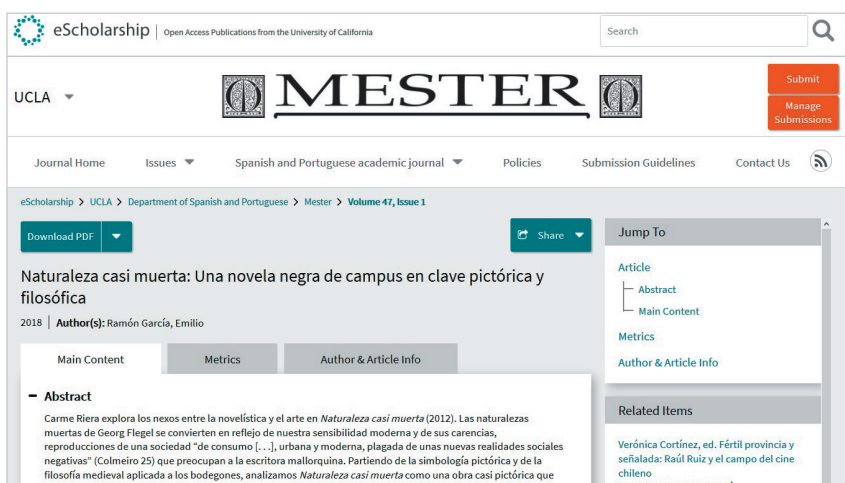 eScholarship | Open Access Publications from the University of California
Search
UCLA
MESTER
Submit
Manage
Submissions
Journal Home
Issues
Spanish and Portuguese academic journal
Policies
Submission Guidelines
Contact Us
eScholarship > UCLA > Department of Spanish and Portuguese > Mester > Volume 47, Issue 1
Download PDF
Share
Naturaleza casi muerta: Una novela negra de campus en clave pictórica y
filosófica
2018 | Author(s): Ramón García, Emilio
Main Content
Metrics
Author & Article Info
– Abstract
Carme Riera explora los nexos entre la novelística y el arte en Naturaleza casi muerta (2012). Las naturalezas
muertas de Georg Flegel se convierten en reflejo de nuestra sensibilidad moderna y de sus carencias,
reproducciones de una sociedad “de consumo [. . .], urbana y moderna, plagada de unas nuevas realidades sociales
negativas” (Colmeiro 25) que preocupan a la escritora mallorquina. Partiendo de la simbología pictórica y de la
filosofía medieval aplicada a los bodegones, analizamos Naturaleza casi muerta como una obra casi pictórica que
Jump To
Article
Abstract
Main Content
Metrics
Author & Article Info
Related Items
Verónica Cortínez, ed. Fértil provincia y
señalada: Raúl Ruiz y el campo del cine
chileno